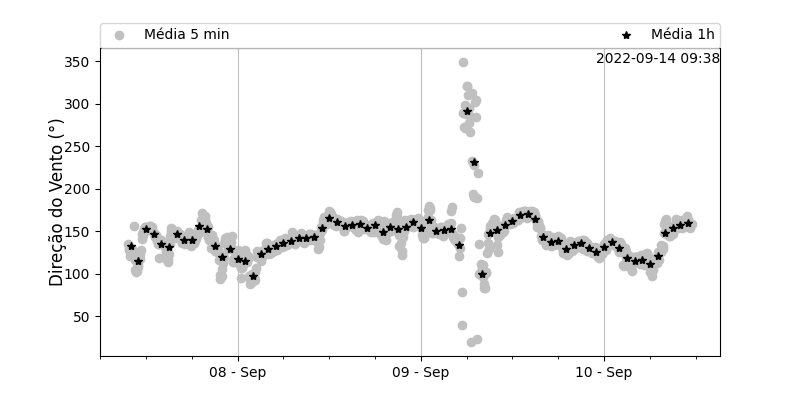 Média 5 min
Média 1h
2022-09-14 09:38
Direção do Vento (°)
350
300
250
200
150
100
50
08 - Sep
09 - Sep
10 - Sep